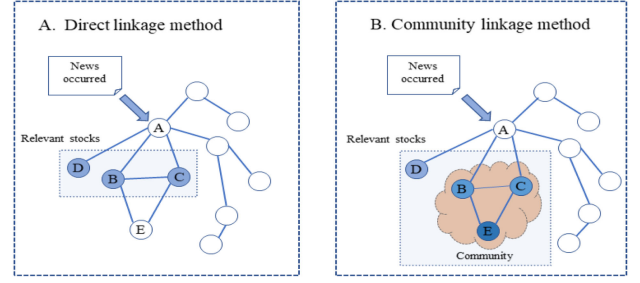 A. Direct linkage method
News
occurred
A
Relevant stocks
D
B
C
E
B. Community linkage method
News
occurred
A
Relevant stocks
D
B
C
E
Community